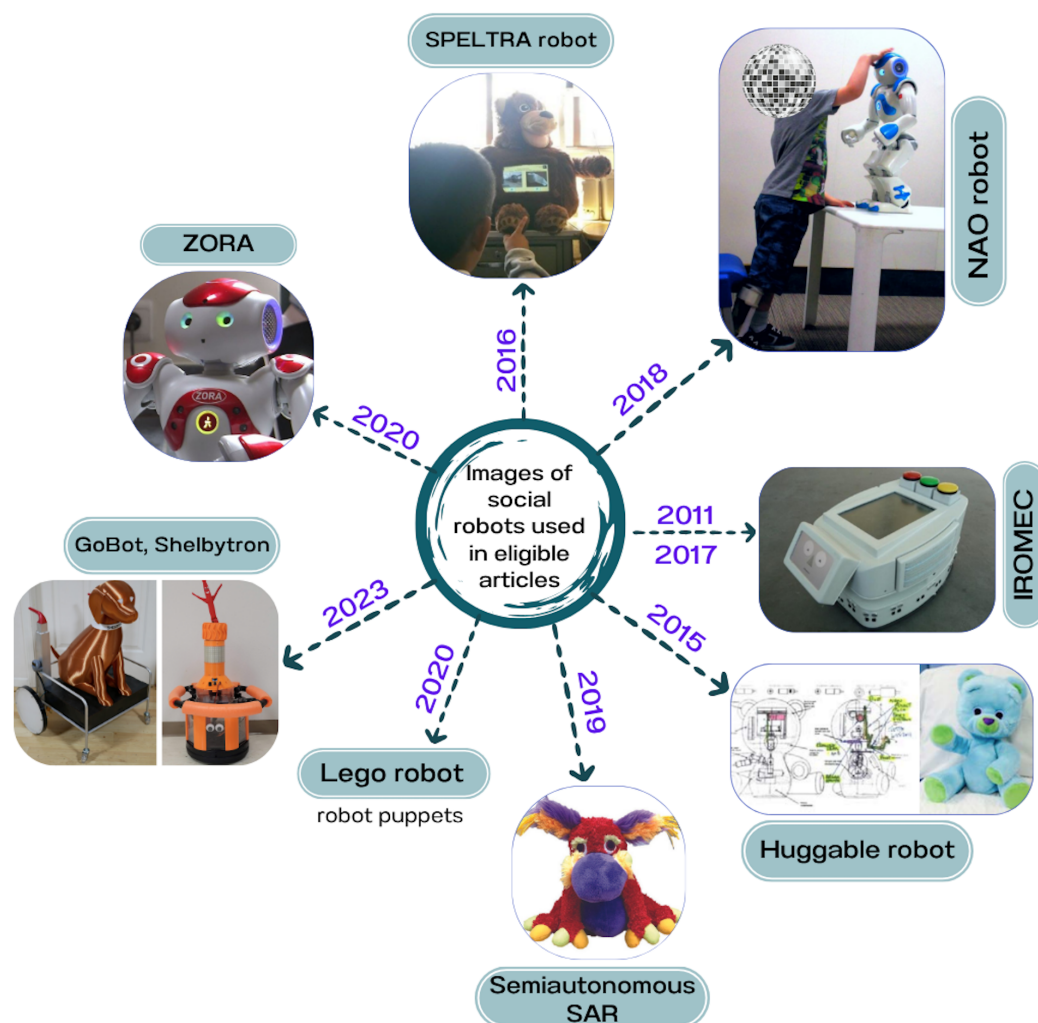 SPELTRA robot
NAO robot
ZORA
ZORA
2016
2018
2020
Images of
social
robots used
in eligible
articles
2011
2017
IROMEC
GoBot, Shelbytron
2023
2015
2020
2019
Lego robot
robot puppets
Huggable robot
Semiautonomous
SAR